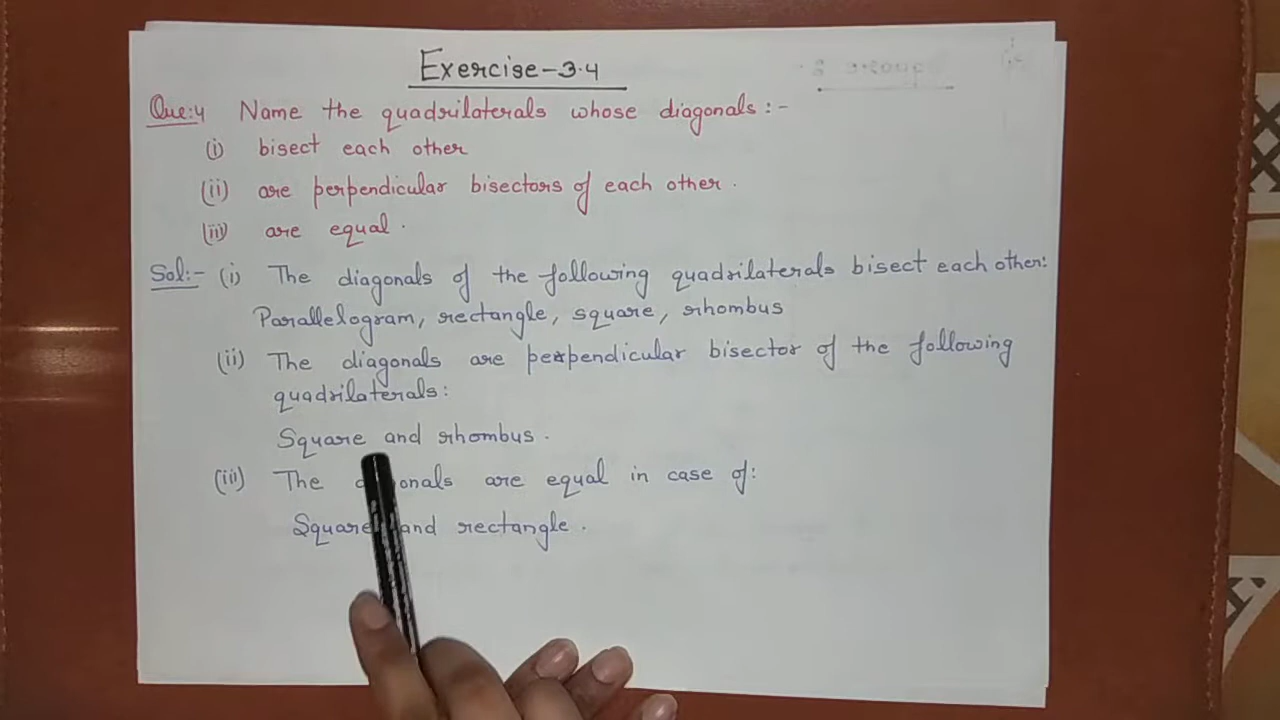 Exercise-3.4
Que:4 Name the quadrilaterals whose diagonals:-
(i) bisect each other
(ii) are perpendicular bisectors of each other.
(iii) are equal.
Sol:- (i) The diagonals of the following quadrilaterals bisect each other:
Parallelogram, rectangle, square, rhombus
(ii) The diagonals are perpendicular bisector of the following
quadrilaterals:
Square and rhombus.
(iii) The are equal in case of:
Square and rectangle.